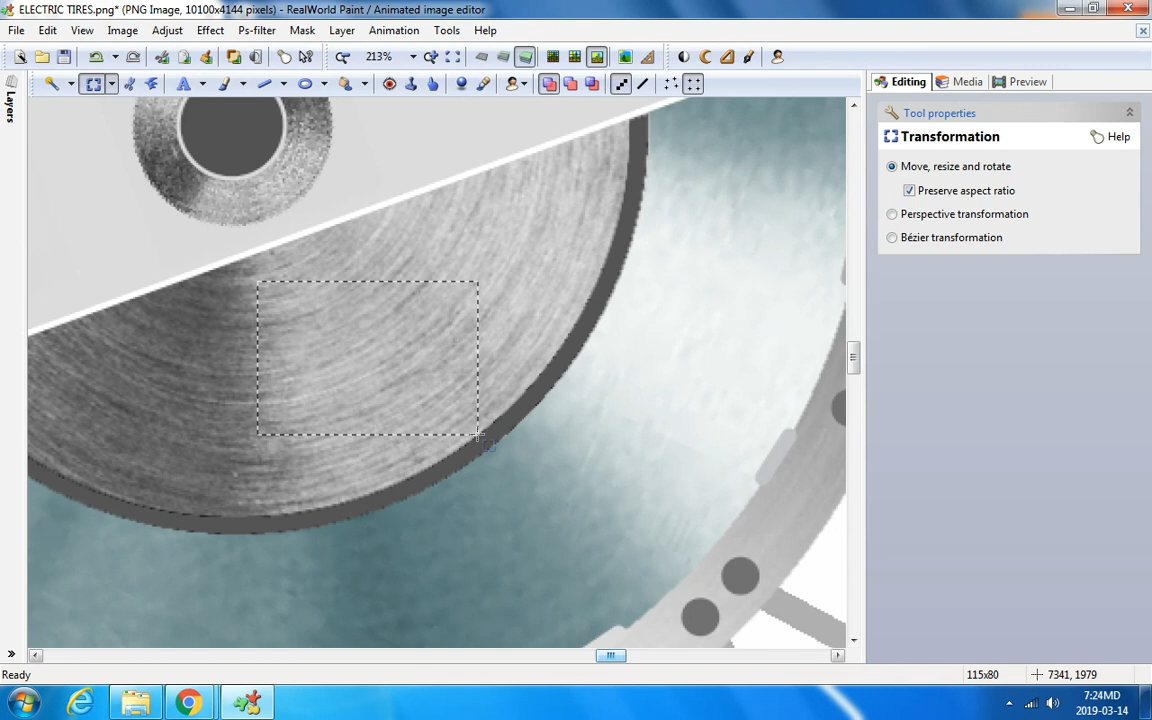 ELECTRIC TIRES.png* (PNG Image, 10100x4144 pixels) - RealWorld Paint / Animated image editor
File Edit View Image Adjust Effect Ps-filter Mask Layer Animation Tools Help
213%
Layers
Editing Media Preview
Tool properties
Transformation Help
Move, resize and rotate
Preserve aspect ratio
Perspective transformation
Bézier transformation
Ready 115x80 7341, 1979
7:24MD
2019-03-14